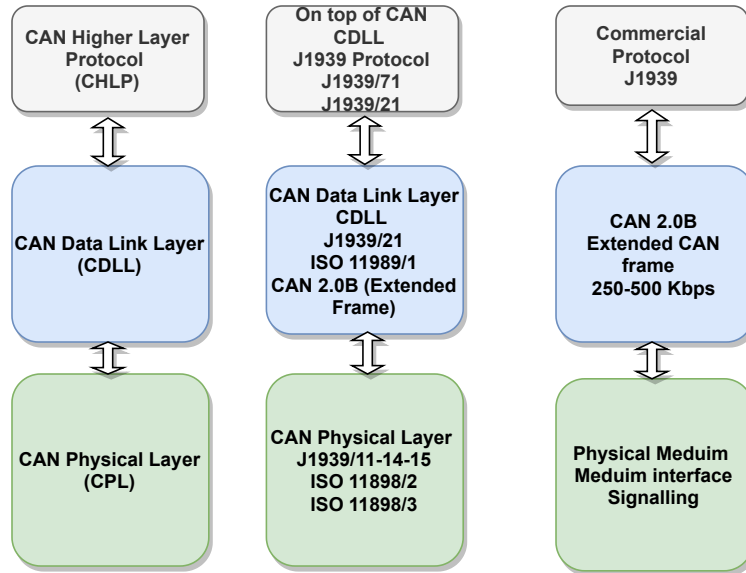 CAN Higher Layer
Protocol
(CHLP)
On top of CAN
CDLL
J1939 Protocol
J1939/71
J1939/21
Commercial
Protocol
J1939
CAN Data Link Layer
(CDLL)
CAN Data Link Layer
CDLL
J1939/21
ISO 11989/1
CAN 2.0B (Extended
Frame)
CAN 2.0B
Extended CAN
frame
250-500 Kbps
CAN Physical Layer
(CPL)
CAN Physical Layer
J1939/11-14-15
ISO 11898/2
ISO 11898/3
Physical Meduim
Meduim interface
Signalling